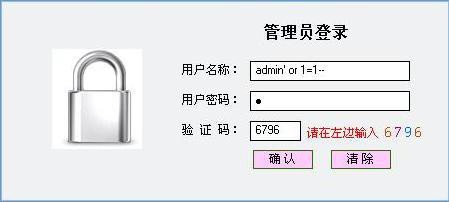 管理员登录
用户名称： admin' or 1=1--
用户密码： ●
验 证 码： 6796 请在左边输入 6796
确 认 清 除